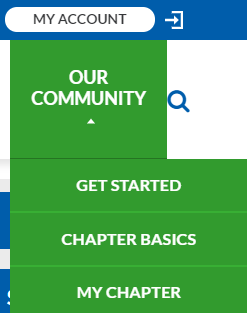 MY ACCOUNT
OUR
COMMUNITY
GET STARTED
CHAPTER BASICS
MY CHAPTER